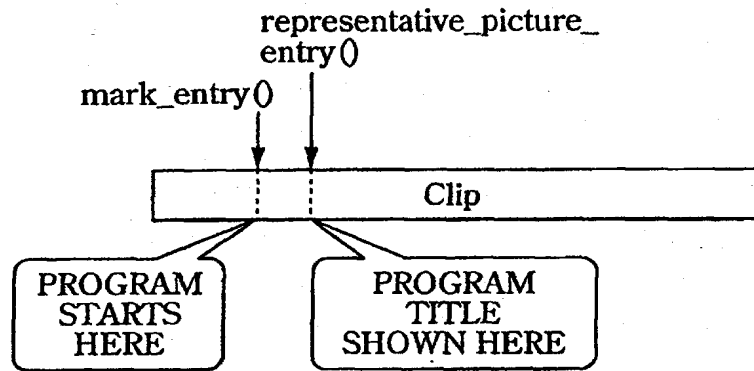 representative_picture_
entry()
mark_entry()
Clip
PROGRAM
STARTS
HERE
PROGRAM
TITLE
SHOWN HERE